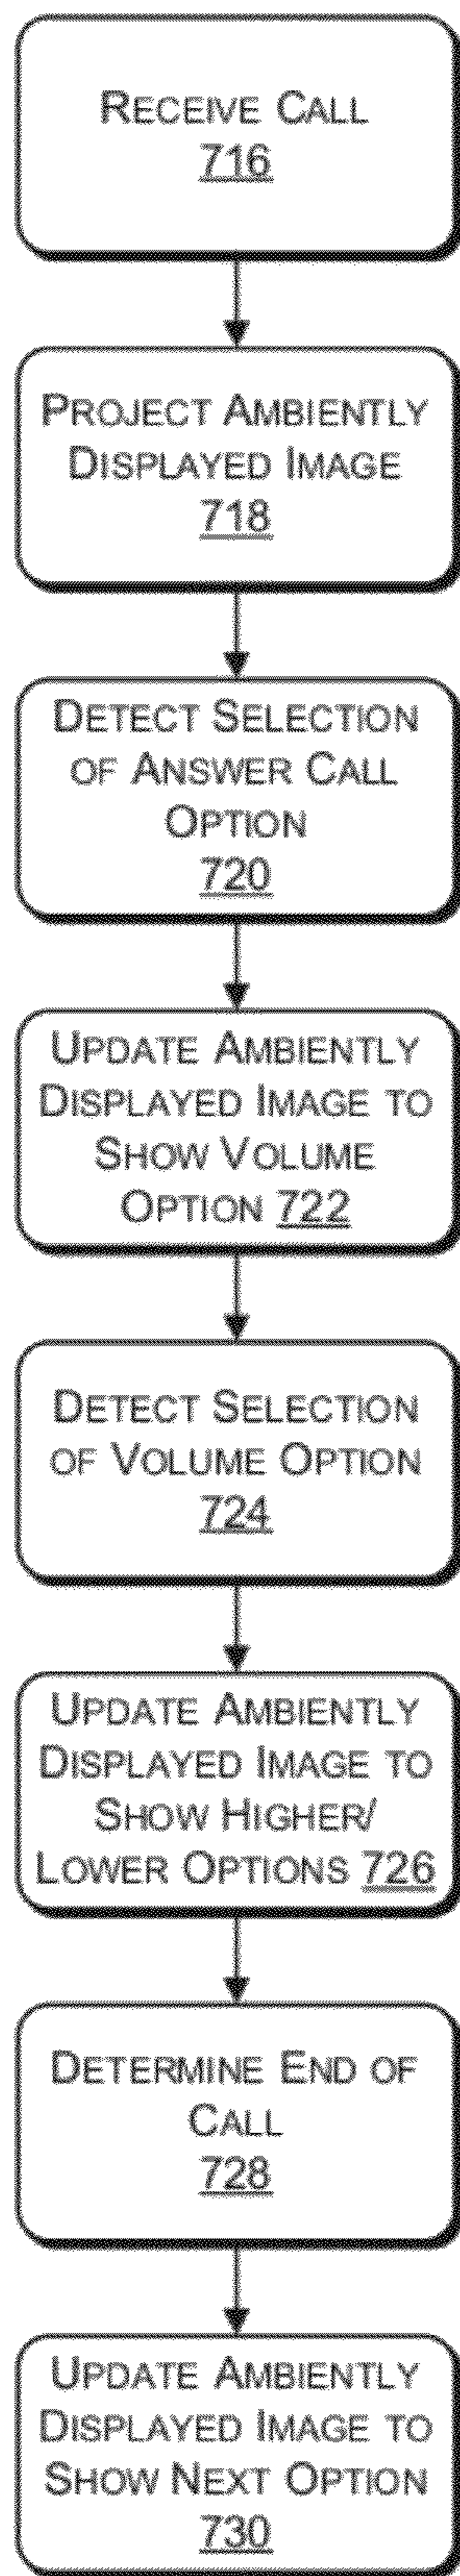 RECEIVE CALL
716
PROJECT AMBIENTLY
DISPLAYED IMAGE
718
DETECT SELECTION
OF ANSWER CALL
OPTION
720
UPDATE AMBIENTLY
DISPLAYED IMAGE TO
SHOW VOLUME
OPTION 722
DETECT SELECTION
OF VOLUME OPTION
724
UPDATE AMBIENTLY
DISPLAYED IMAGE TO
SHOW HIGHER/
LOWER OPTIONS 726
DETERMINE END OF
CALL
728
UPDATE AMBIENTLY
DISPLAYED IMAGE TO
SHOW NEXT OPTION
730